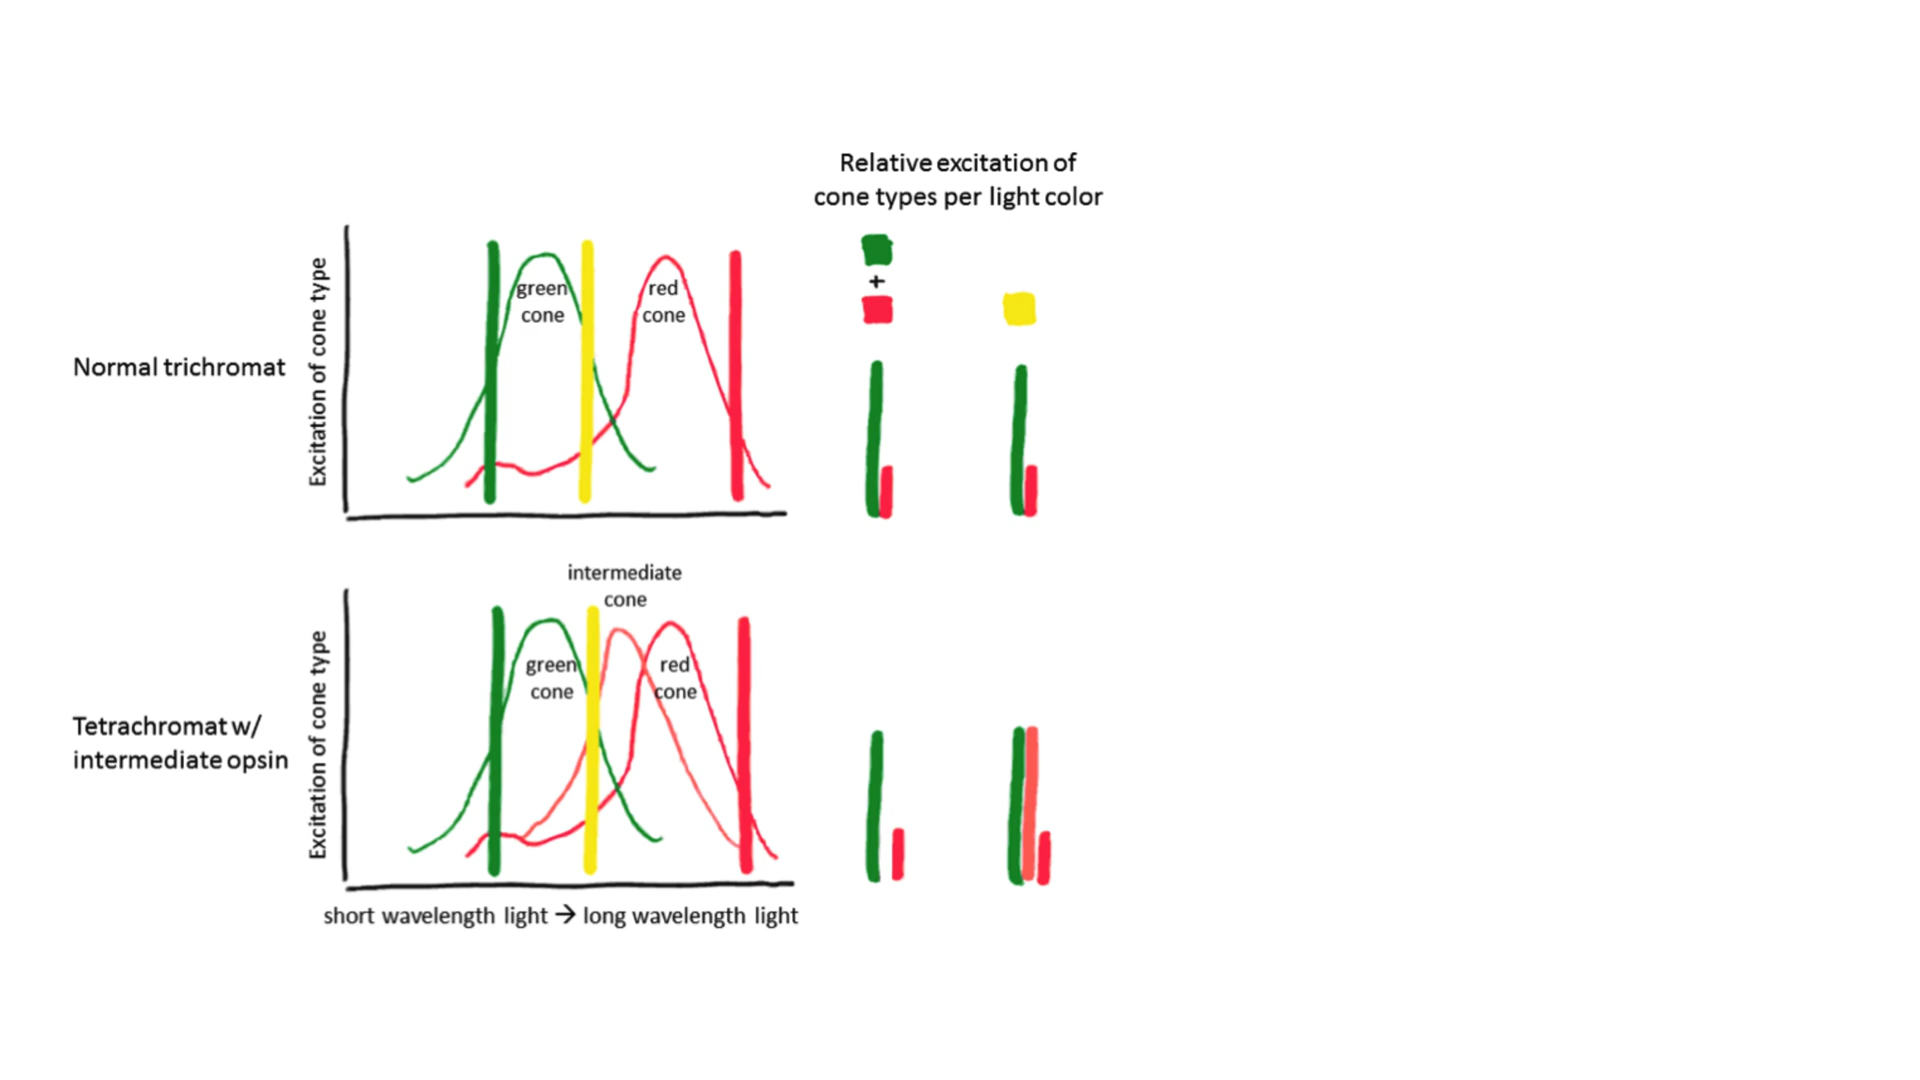 Relative excitation of
cone types per light color
+
Normal trichromat
Excitation of cone type
green
cone
red
cone
Tetrachromat w/
intermediate opsin
Excitation of cone type
intermediate
cone
green
cone
red
cone
short wavelength light → long wavelength light